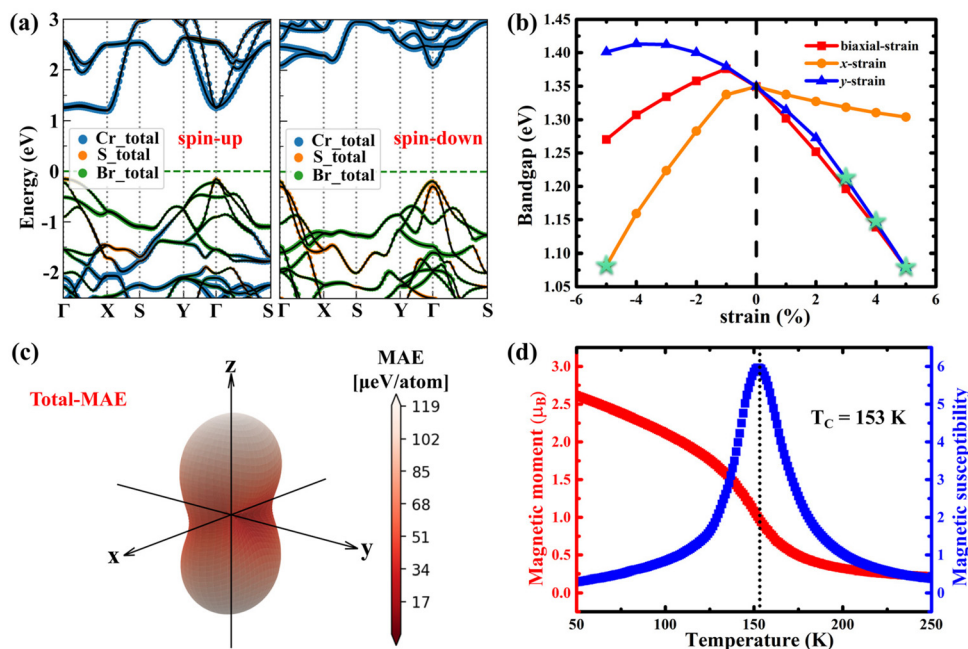 (a)
3
2
1
0
-1
-2
Energy (eV)
Cr_total
S_total
Br_total
spin-up
Γ X S Y Γ S
Cr_total
S_total
Br_total
spin-down
Γ X S Y Γ S
(b)
1.45
1.40
1.35
1.30
1.25
1.20
1.15
1.10
1.05
Bandgap (eV)
biaxial-strain
x-strain
y-strain
-6 -4 -2 0 2 4 6
strain (%)
(c)
Total-MAE
z
x
y
MAE
[μeV/atom]
119
102
85
68
51
34
17
(d)
3.0
2.5
2.0
1.5
1.0
0.5
0.0
Magnetic moment (μB)
TC = 153 K
6
5
4
3
2
1
0
Magnetic susceptibility
50 100 150 200 250
Temperature (K)